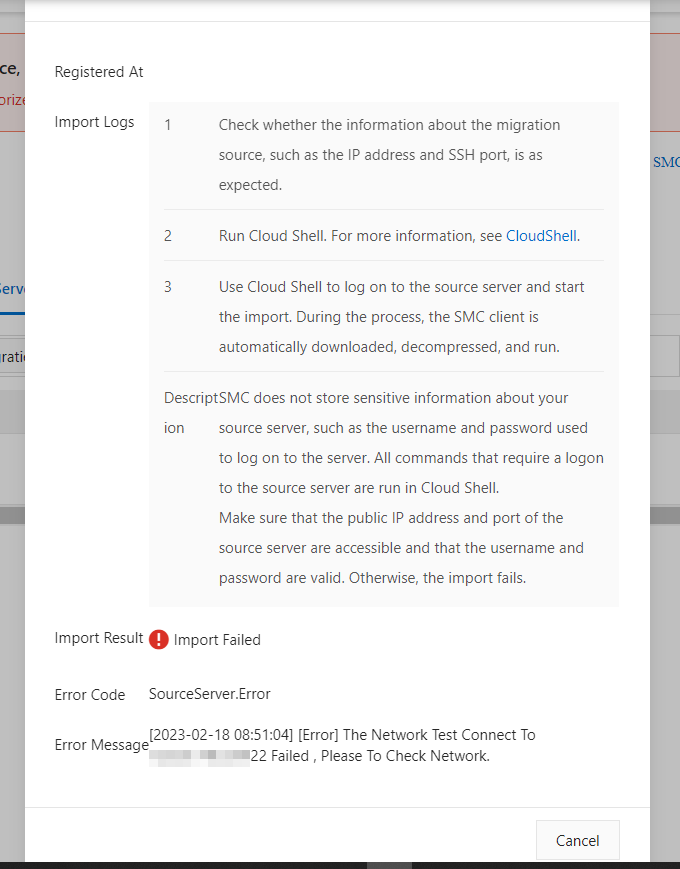 Registered At
ce,
orize
Import Logs
1 Check whether the information about the migration
source, such as the IP address and SSH port, is as
expected.
SMC
2 Run Cloud Shell. For more information, see CloudShell.
3 Use Cloud Shell to log on to the source server and start
the import. During the process, the SMC client is
automatically downloaded, decompressed, and run.
Serv
grati
Descript
ion
SMC does not store sensitive information about your
source server, such as the username and password used
to log on to the server. All commands that require a logon
to the source server are run in Cloud Shell.
Make sure that the public IP address and port of the
source server are accessible and that the username and
password are valid. Otherwise, the import fails.
Import Result ! Import Failed
Error Code SourceServer.Error
Error Message [2023-02-18 08:51:04] [Error] The Network Test Connect To
22 Failed , Please To Check Network.
Cancel